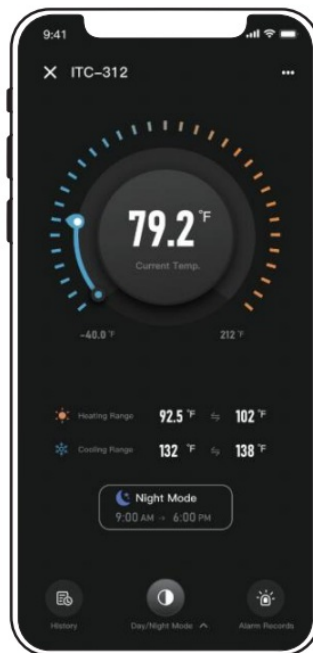 9:41
ITC-312
79.2 °F
Current Temp.
-40.0 °F 212 °F
Heating Range 92.5 °F ⇋ 102 °F
Cooling Range 132 °F ⇋ 138 °F
Night Mode
9:00 AM → 6:00 PM
History Day/Night Mode Alarm Records